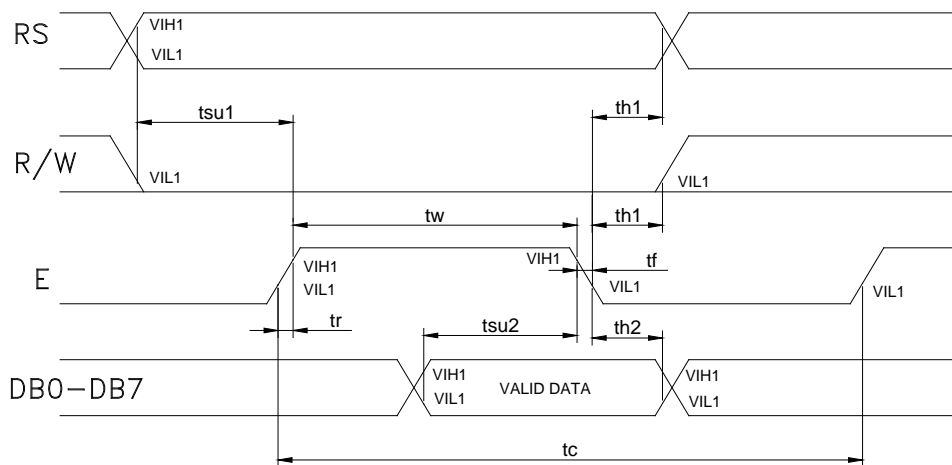 RS
VIH1
VIL1
tsu1
th1
R/W
VIL1
VIL1
tw
th1
E
VIH1
VIL1
VIH1
tf
VIL1
VIL1
tr
tsu2
th2
DB0-DB7
VIH1
VIL1
VALID DATA
VIH1
VIL1
tc